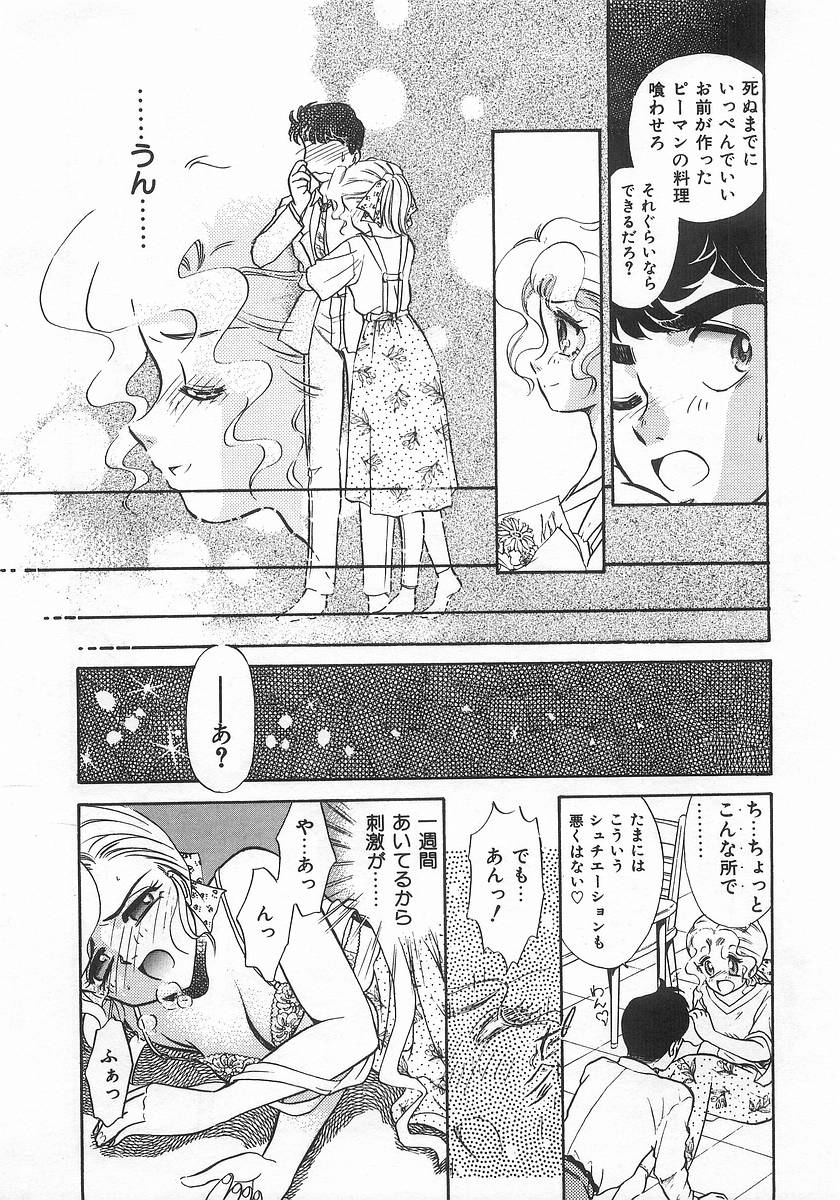 死ぬまでに
いっぺんでいい
お前が作った
ピーマンの料理
喰わせろ
それぐらいなら
できるだろ？
……うん……
――あ？
ち…ちょっと
こんな所で
………
たまには
こういう
シュチエーションも
悪くはない♡
でも…
あんっ！
一週間
あいてるから
刺激が……
や…あっ
んっ
ふぁっ